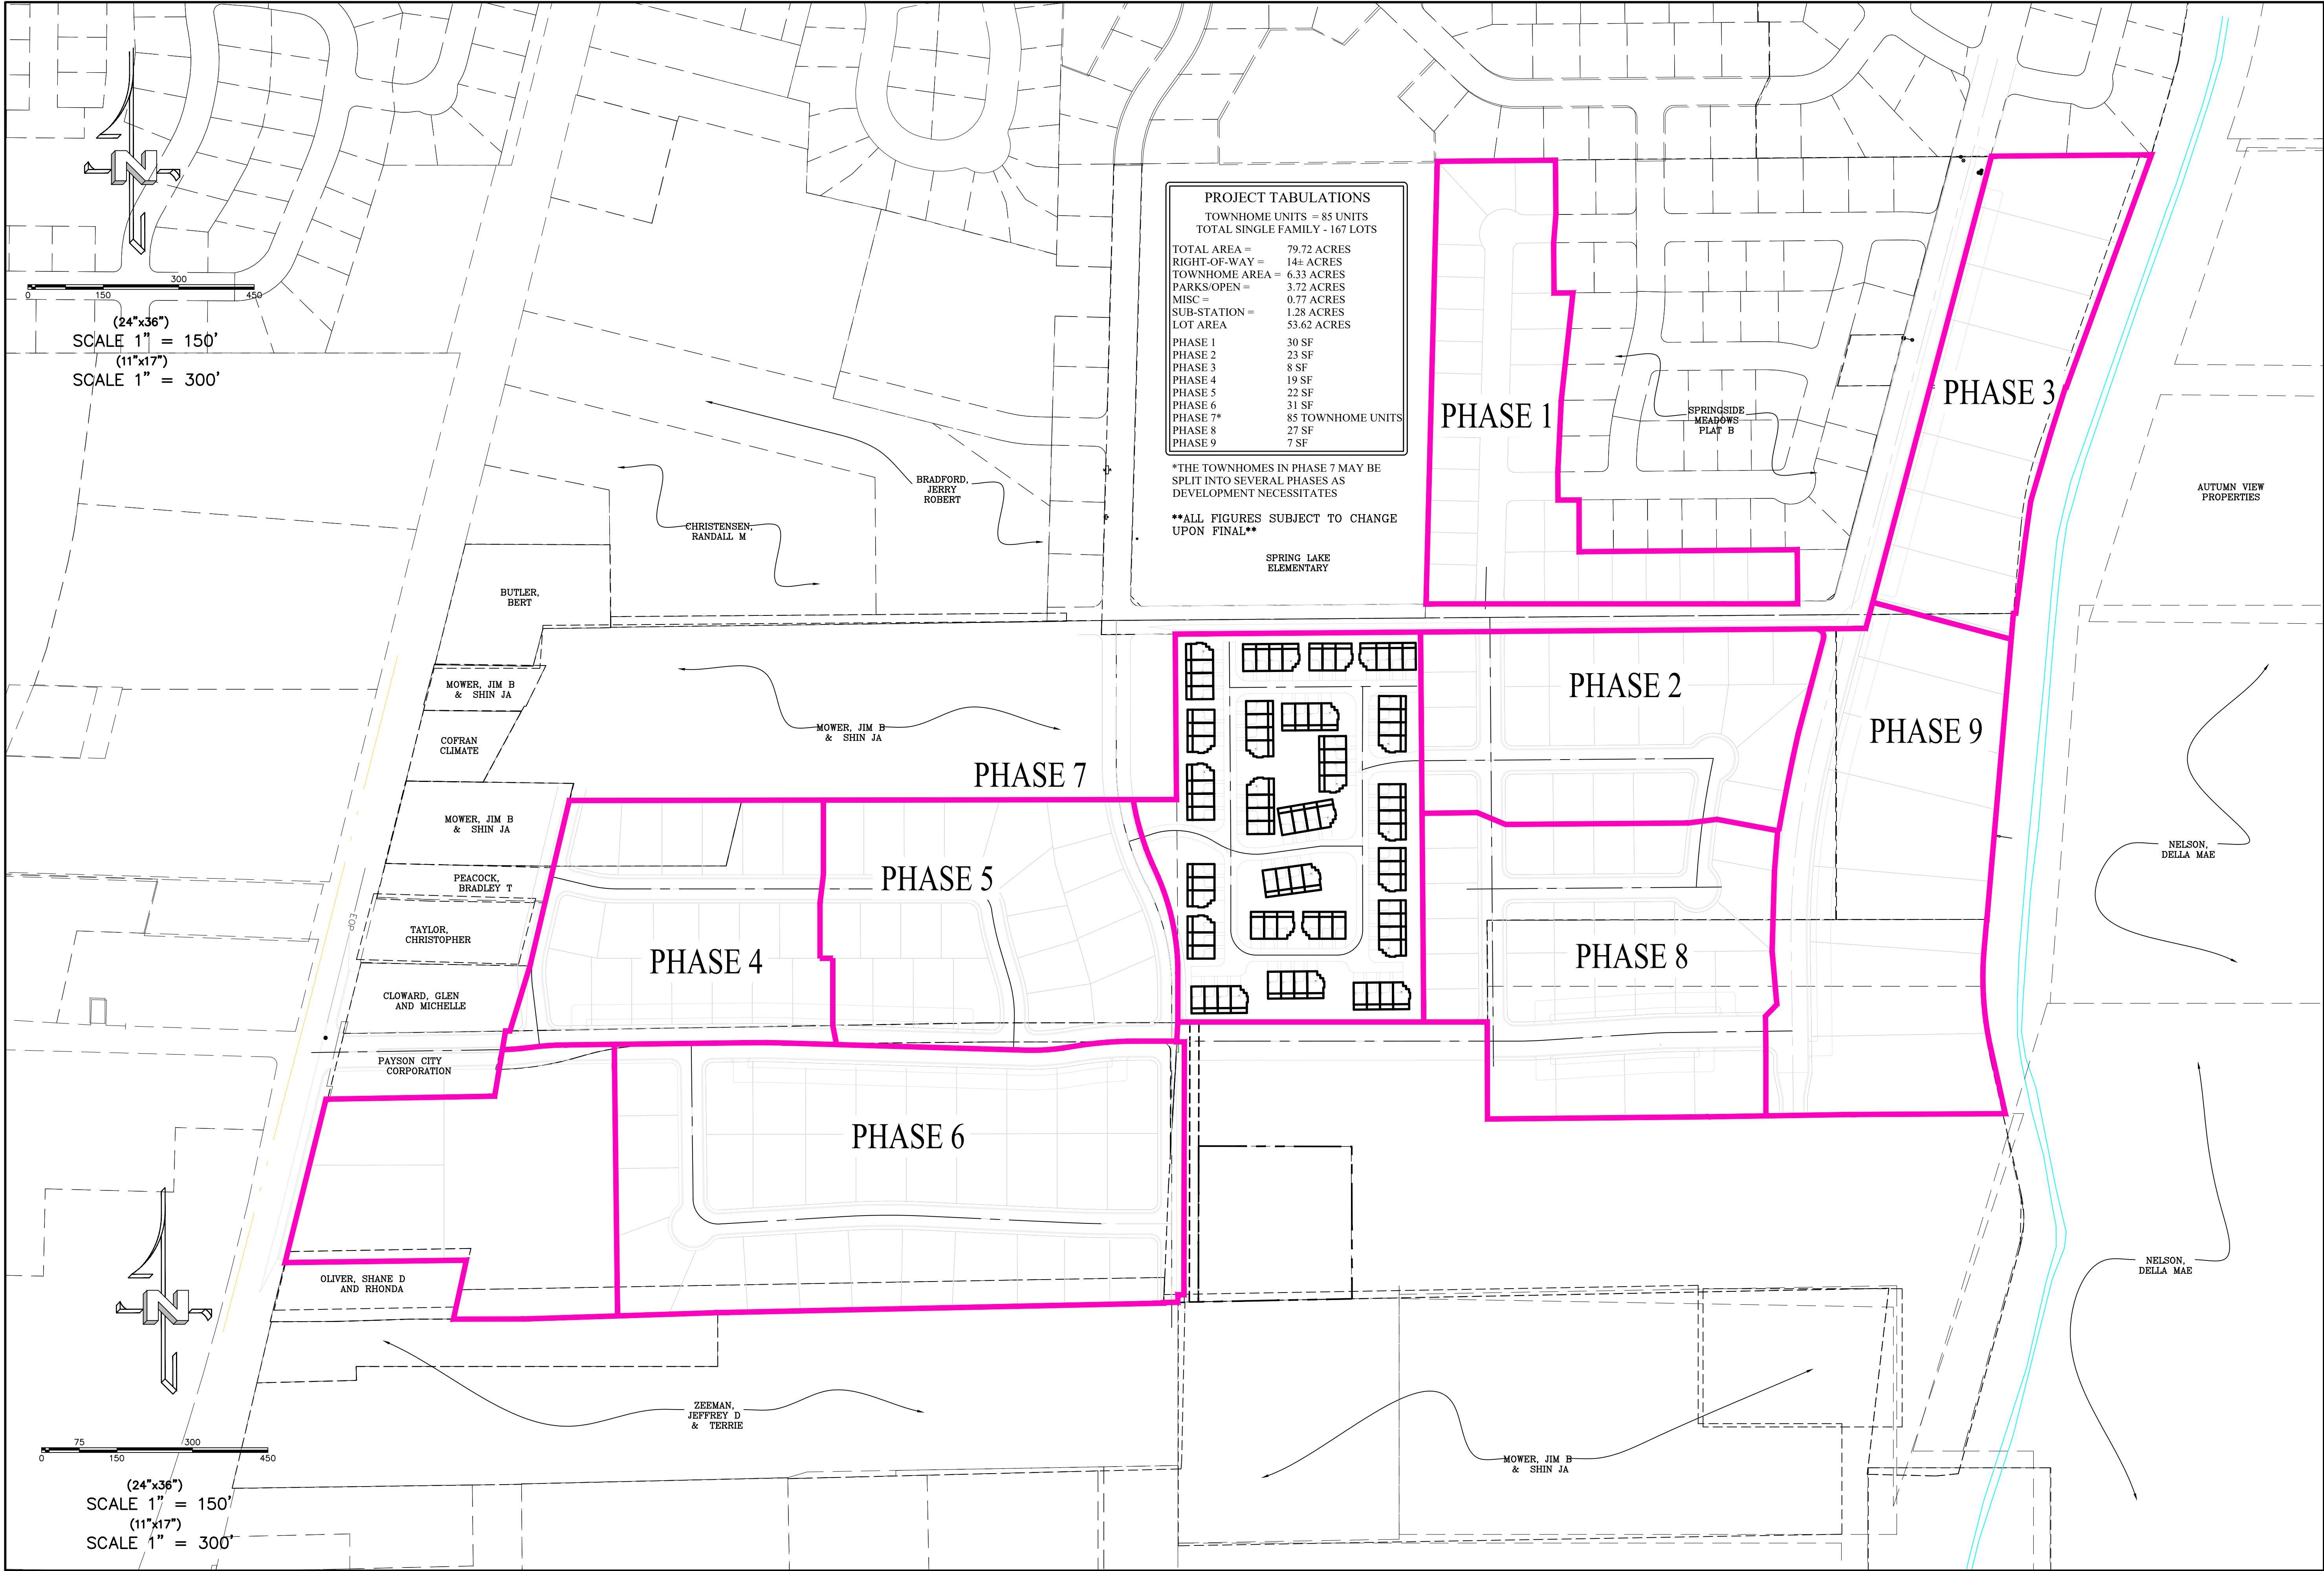 N
300
0
150
450
(24"x36")
SCALE 1" = 150'
(11"x17")
SCALE 1" = 300'
PROJECT TABULATIONS
TOWNHOME UNITS = 85 UNITS
TOTAL SINGLE FAMILY - 167 LOTS
TOTAL AREA = 79.72 ACRES
RIGHT-OF-WAY = 14± ACRES
TOWNHOME AREA = 6.33 ACRES
PARKS/OPEN = 3.72 ACRES
MISC = 0.77 ACRES
SUB-STATION = 1.28 ACRES
LOT AREA 53.62 ACRES
PHASE 1 30 SF
PHASE 2 23 SF
PHASE 3 8 SF
PHASE 4 19 SF
PHASE 5 22 SF
PHASE 6 31 SF
PHASE 7* 85 TOWNHOME UNITS
PHASE 8 27 SF
PHASE 9 7 SF
*THE TOWNHOMES IN PHASE 7 MAY BE
SPLIT INTO SEVERAL PHASES AS
DEVELOPMENT NECESSITATES
**ALL FIGURES SUBJECT TO CHANGE
UPON FINAL**
SPRING LAKE
ELEMENTARY
PHASE 1
SPRINGSIDE
MEADOWS
PLAT B
PHASE 3
AUTUMN VIEW
PROPERTIES
BRADFORD,
JERRY
ROBERT
CHRISTENSEN,
RANDALL M
BUTLER,
BERT
MOWER, JIM B
& SHIN JA
COFRAN
CLIMATE
MOWER, JIM B
& SHIN JA
PHASE 7
PHASE 2
PHASE 9
MOWER, JIM B
& SHIN JA
PEACOCK,
BRADLEY T
TAYLOR,
CHRISTOPHER
EOP
CLOWARD, GLEN
AND MICHELLE
PAYSON CITY
CORPORATION
PHASE 5
PHASE 4
PHASE 8
NELSON,
DELLA MAE
PHASE 6
OLIVER, SHANE D
AND RHONDA
NELSON,
DELLA MAE
ZEEMAN,
JEFFREY D
& TERRIE
MOWER, JIM B
& SHIN JA
N
75
300
0
150
450
(24"x36")
SCALE 1" = 150'
(11"x17")
SCALE 1" = 300'